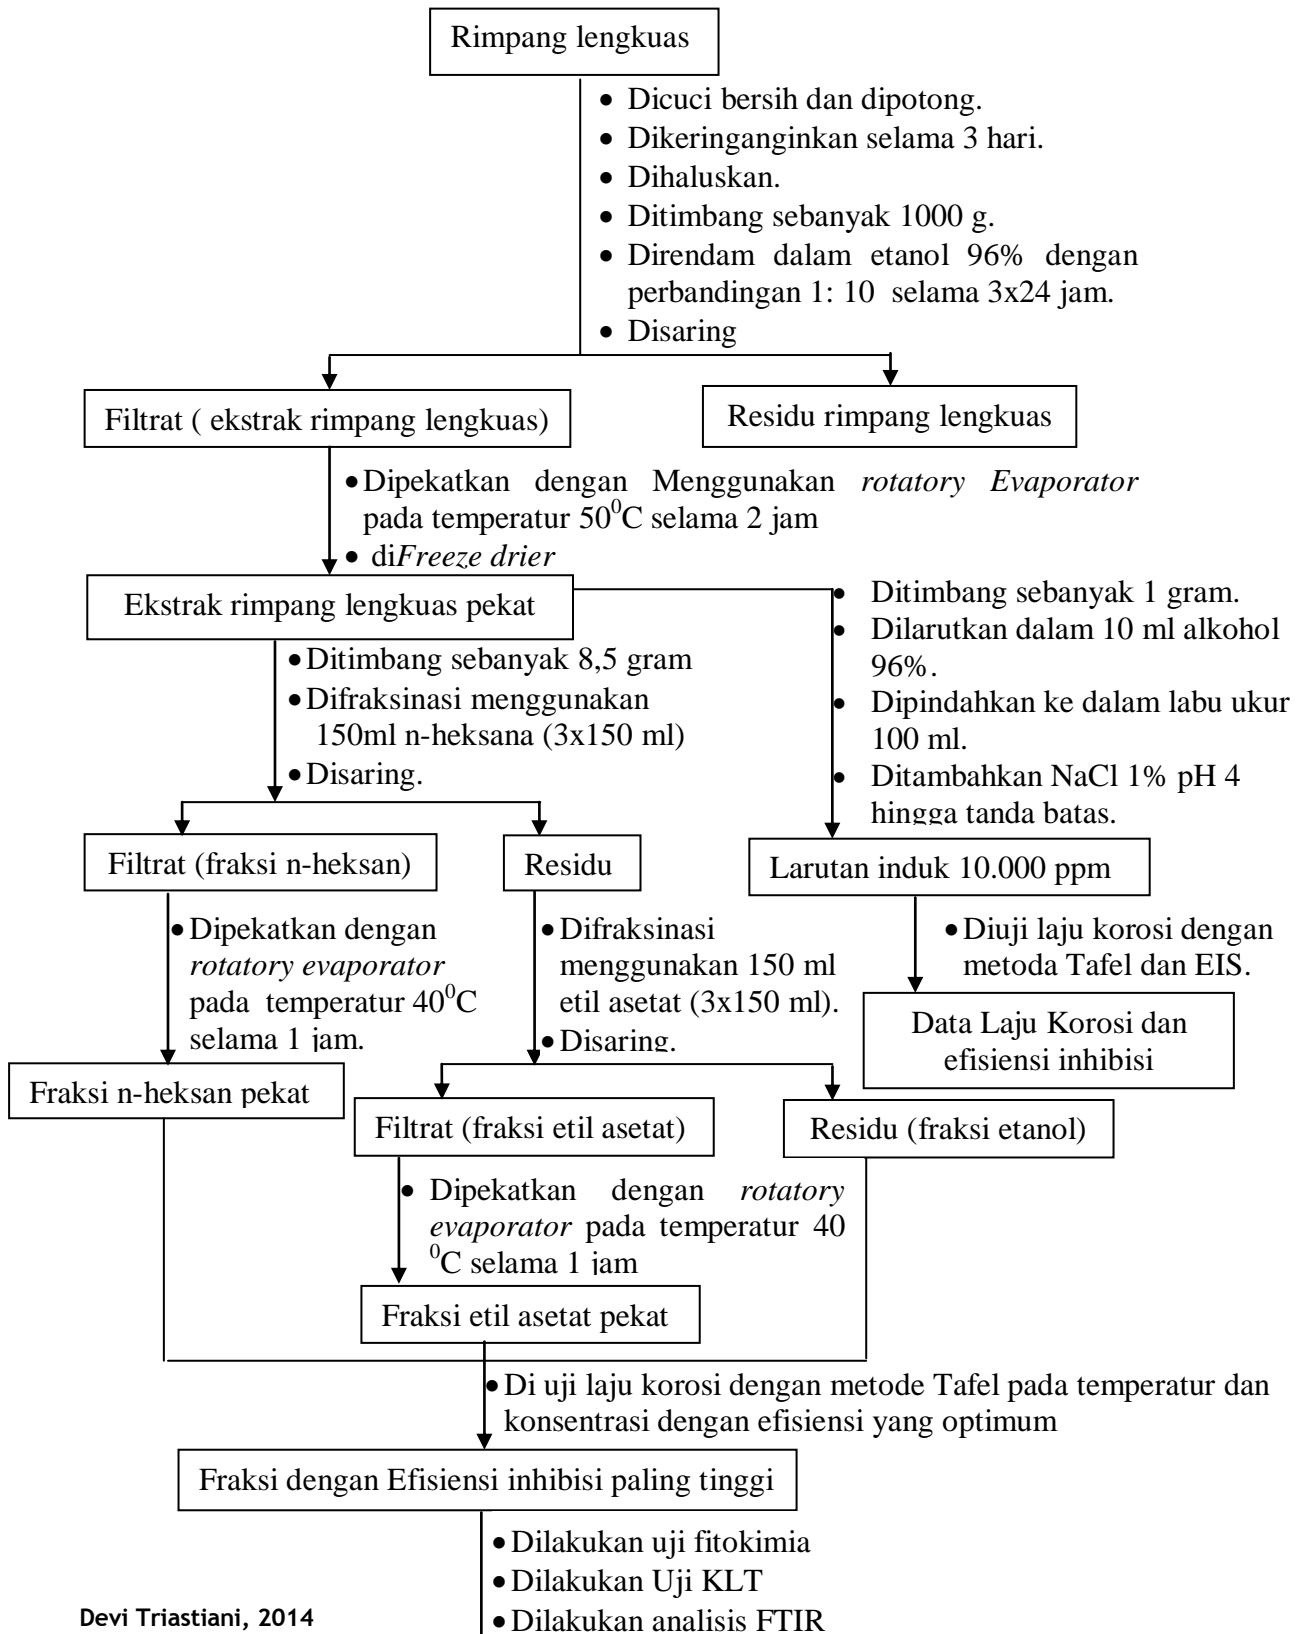 Rimpang lengkuas
• Dicuci bersih dan dipotong.
• Dikeringanginkan selama 3 hari.
• Dihaluskan.
• Ditimbang sebanyak 1000 g.
• Direndam dalam etanol 96% dengan
perbandingan 1: 10 selama 3x24 jam.
• Disaring
Filtrat ( ekstrak rimpang lengkuas)
Residu rimpang lengkuas
• Dipekatkan dengan Menggunakan rotatory Evaporator
pada temperatur 50⁰C selama 2 jam
• diFreeze drier
Ekstrak rimpang lengkuas pekat
• Ditimbang sebanyak 8,5 gram
• Difraksinasi menggunakan
150ml n-heksana (3x150 ml)
• Disaring.
• Ditimbang sebanyak 1 gram.
• Dilarutkan dalam 10 ml alkohol
96%.
• Dipindahkan ke dalam labu ukur
100 ml.
• Ditambahkan NaCl 1% pH 4
hingga tanda batas.
Filtrat (fraksi n-heksan)
Residu
Larutan induk 10.000 ppm
• Dipekatkan dengan
rotatory evaporator
pada temperatur 40⁰C
selama 1 jam.
• Difraksinasi
menggunakan 150 ml
etil asetat (3x150 ml).
• Disaring.
• Diuji laju korosi dengan
metoda Tafel dan EIS.
Data Laju Korosi dan
efisiensi inhibisi
Fraksi n-heksan pekat
Filtrat (fraksi etil asetat)
Residu (fraksi etanol)
• Dipekatkan dengan rotatory
evaporator pada temperatur 40
⁰C selama 1 jam
Fraksi etil asetat pekat
• Di uji laju korosi dengan metode Tafel pada temperatur dan
konsentrasi dengan efisiensi yang optimum
Fraksi dengan Efisiensi inhibisi paling tinggi
• Dilakukan uji fitokimia
• Dilakukan Uji KLT
• Dilakukan analisis FTIR
Devi Triastiani, 2014